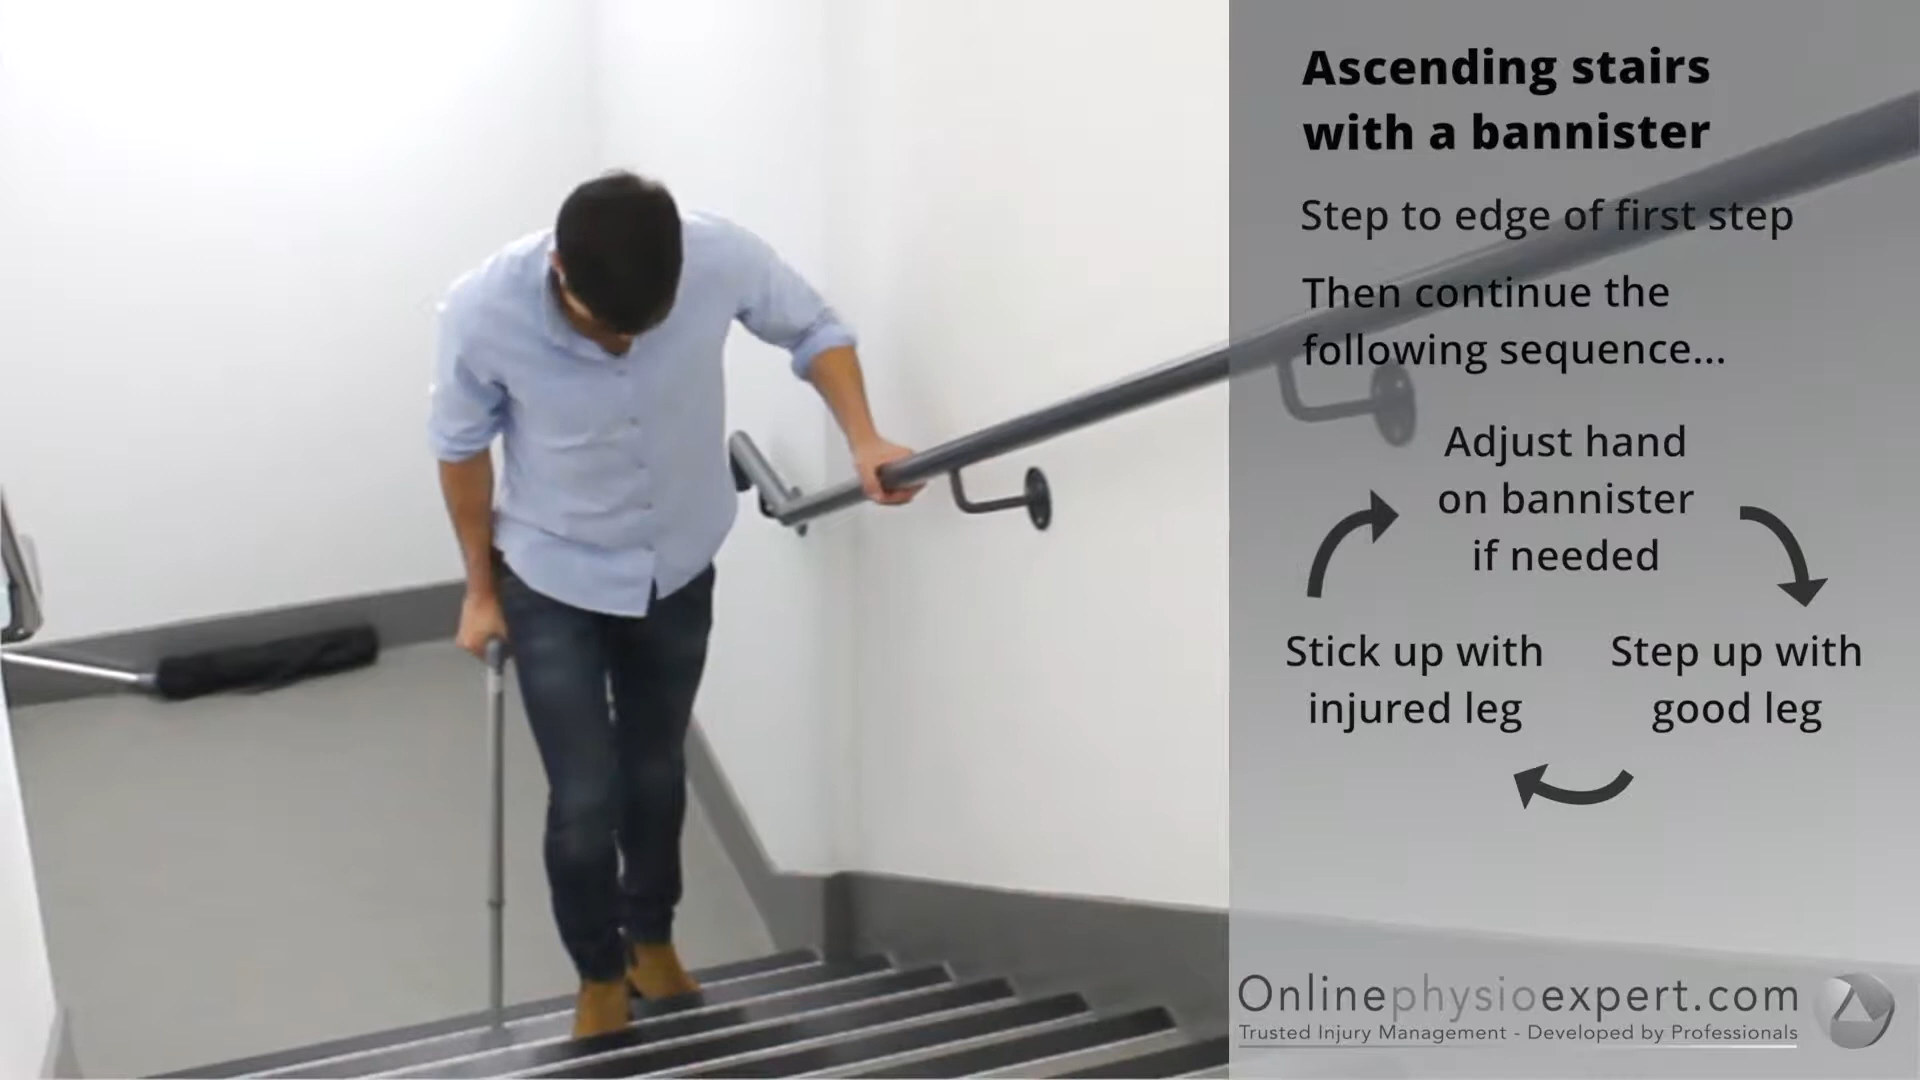 Ascending stairs
with a bannister
Step to edge of first step
Then continue the
following sequence...
Adjust hand
on bannister
if needed
Stick up with
injured leg
Step up with
good leg
Onlinephysioexpert.com
Trusted Injury Management - Developed by Professionals